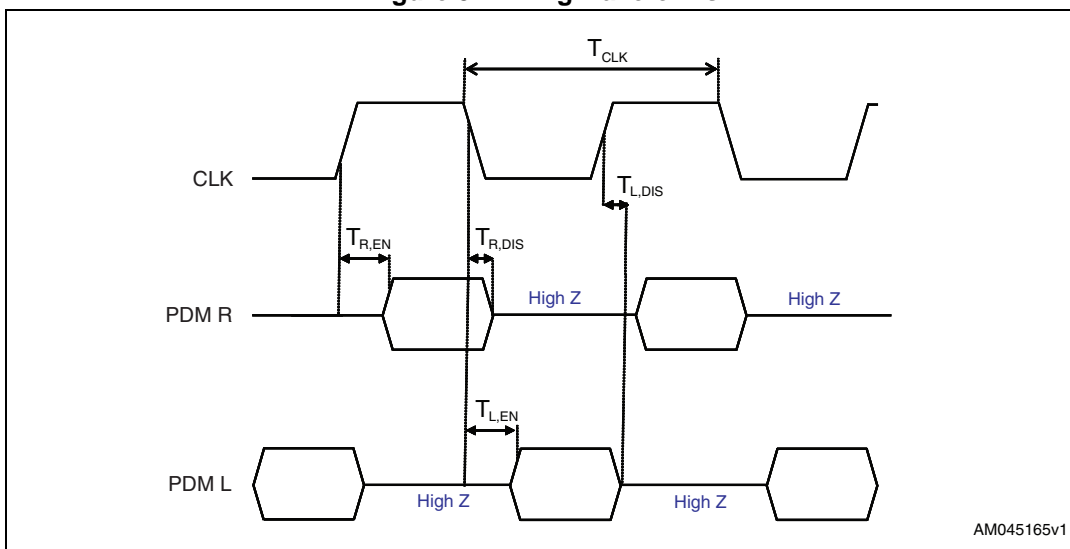 T_CLK
CLK
T_L,DIS
T_R,EN
T_R,DIS
PDM R
High Z
High Z
T_L,EN
PDM L
High Z
High Z
AM045165v1